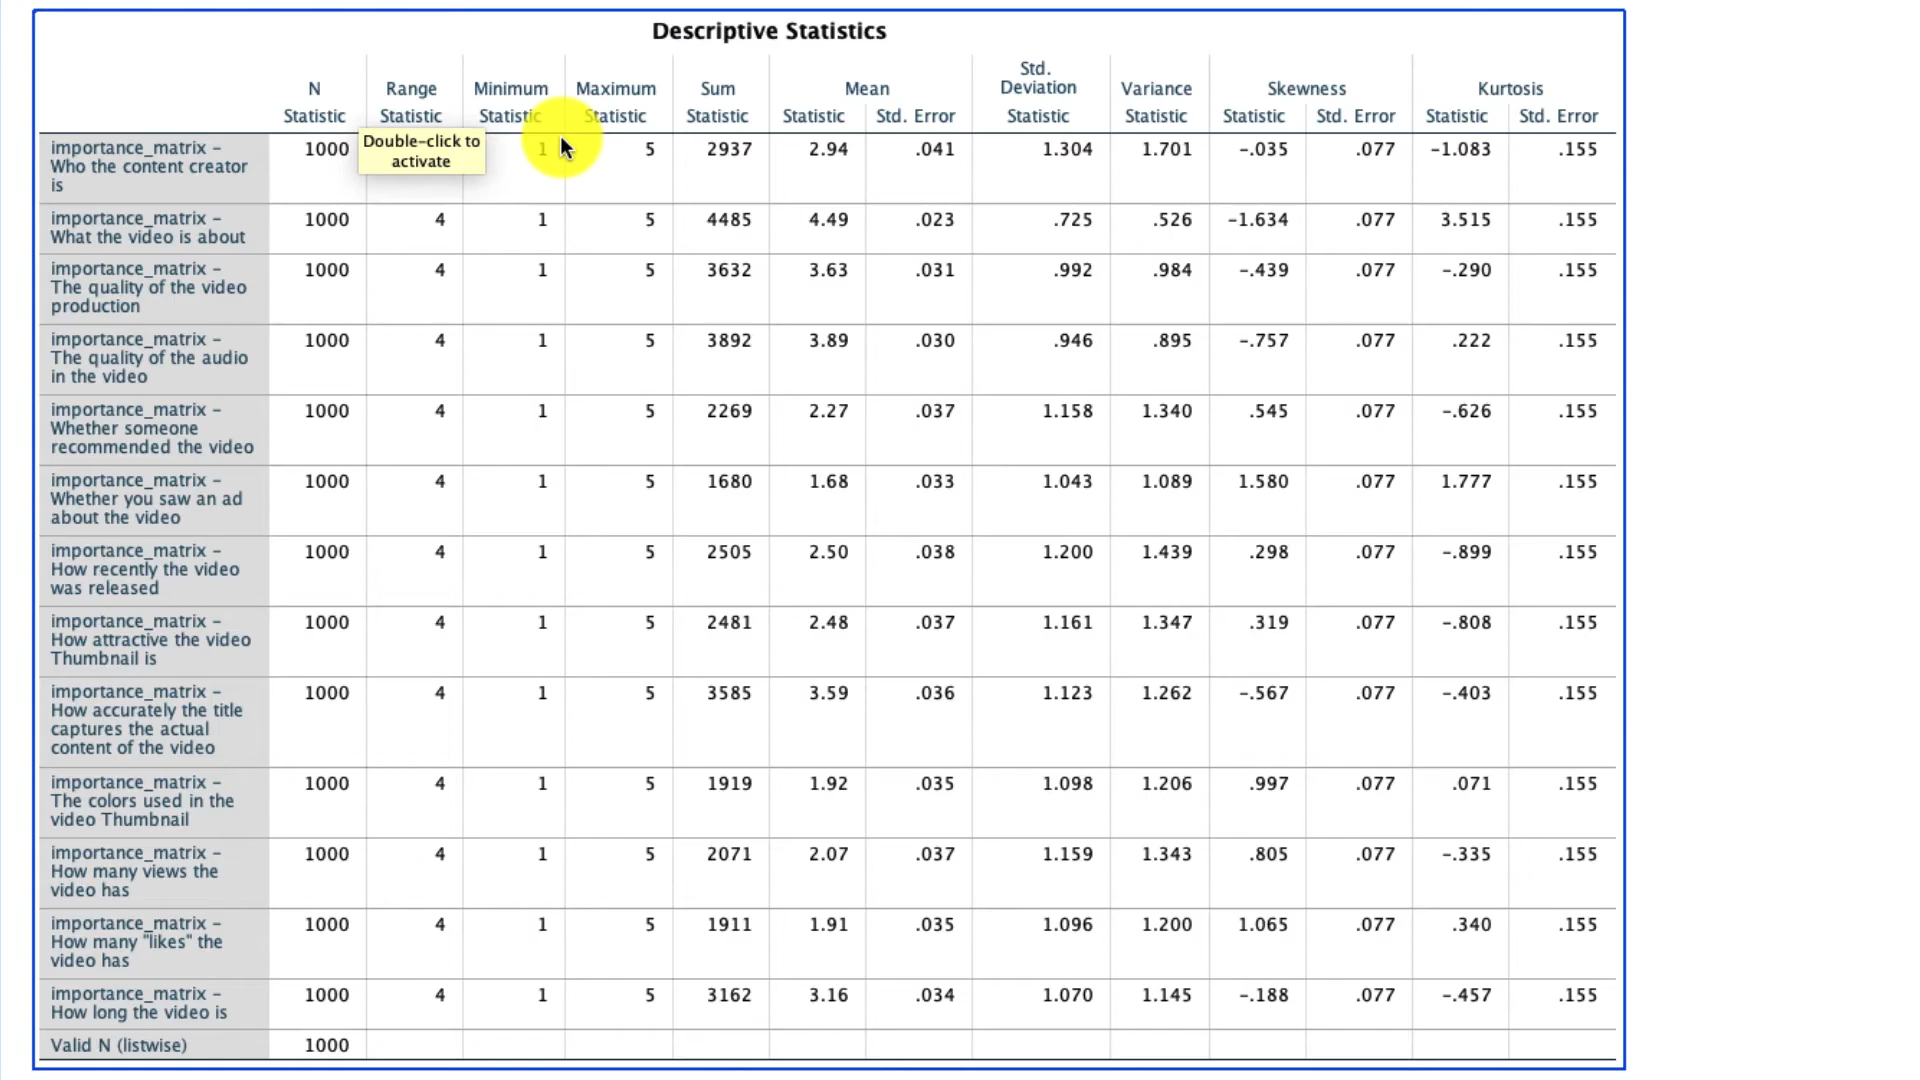 Descriptive Statistics
N Range Minimum Maximum Sum Mean Std. Deviation Variance Skewness Kurtosis
Statistic Statistic Statistic Statistic Statistic Statistic Std. Error Statistic Statistic Statistic Std. Error Statistic Std. Error
importance_matrix - Who the content creator is 1000 Double-click to activate 1 5 2937 2.94 .041 1.304 1.701 -.035 .077 -1.083 .155
importance_matrix - What the video is about 1000 4 1 5 4485 4.49 .023 .725 .526 -1.634 .077 3.515 .155
importance_matrix - The quality of the video production 1000 4 1 5 3632 3.63 .031 .992 .984 -.439 .077 -.290 .155
importance_matrix - The quality of the audio in the video 1000 4 1 5 3892 3.89 .030 .946 .895 -.757 .077 .222 .155
importance_matrix - Whether someone recommended the video 1000 4 1 5 2269 2.27 .037 1.158 1.340 .545 .077 -.626 .155
importance_matrix - Whether you saw an ad about the video 1000 4 1 5 1680 1.68 .033 1.043 1.089 1.580 .077 1.777 .155
importance_matrix - How recently the video was released 1000 4 1 5 2505 2.50 .038 1.200 1.439 .298 .077 -.899 .155
importance_matrix - How attractive the video Thumbnail is 1000 4 1 5 2481 2.48 .037 1.161 1.347 .319 .077 -.808 .155
importance_matrix - How accurately the title captures the actual content of the video 1000 4 1 5 3585 3.59 .036 1.123 1.262 -.567 .077 -.403 .155
importance_matrix - The colors used in the video Thumbnail 1000 4 1 5 1919 1.92 .035 1.098 1.206 .997 .077 .071 .155
importance_matrix - How many views the video has 1000 4 1 5 2071 2.07 .037 1.159 1.343 .805 .077 -.335 .155
importance_matrix - How many "likes" the video has 1000 4 1 5 1911 1.91 .035 1.096 1.200 1.065 .077 .340 .155
importance_matrix - How long the video is 1000 4 1 5 3162 3.16 .034 1.070 1.145 -.188 .077 -.457 .155
Valid N (listwise) 1000